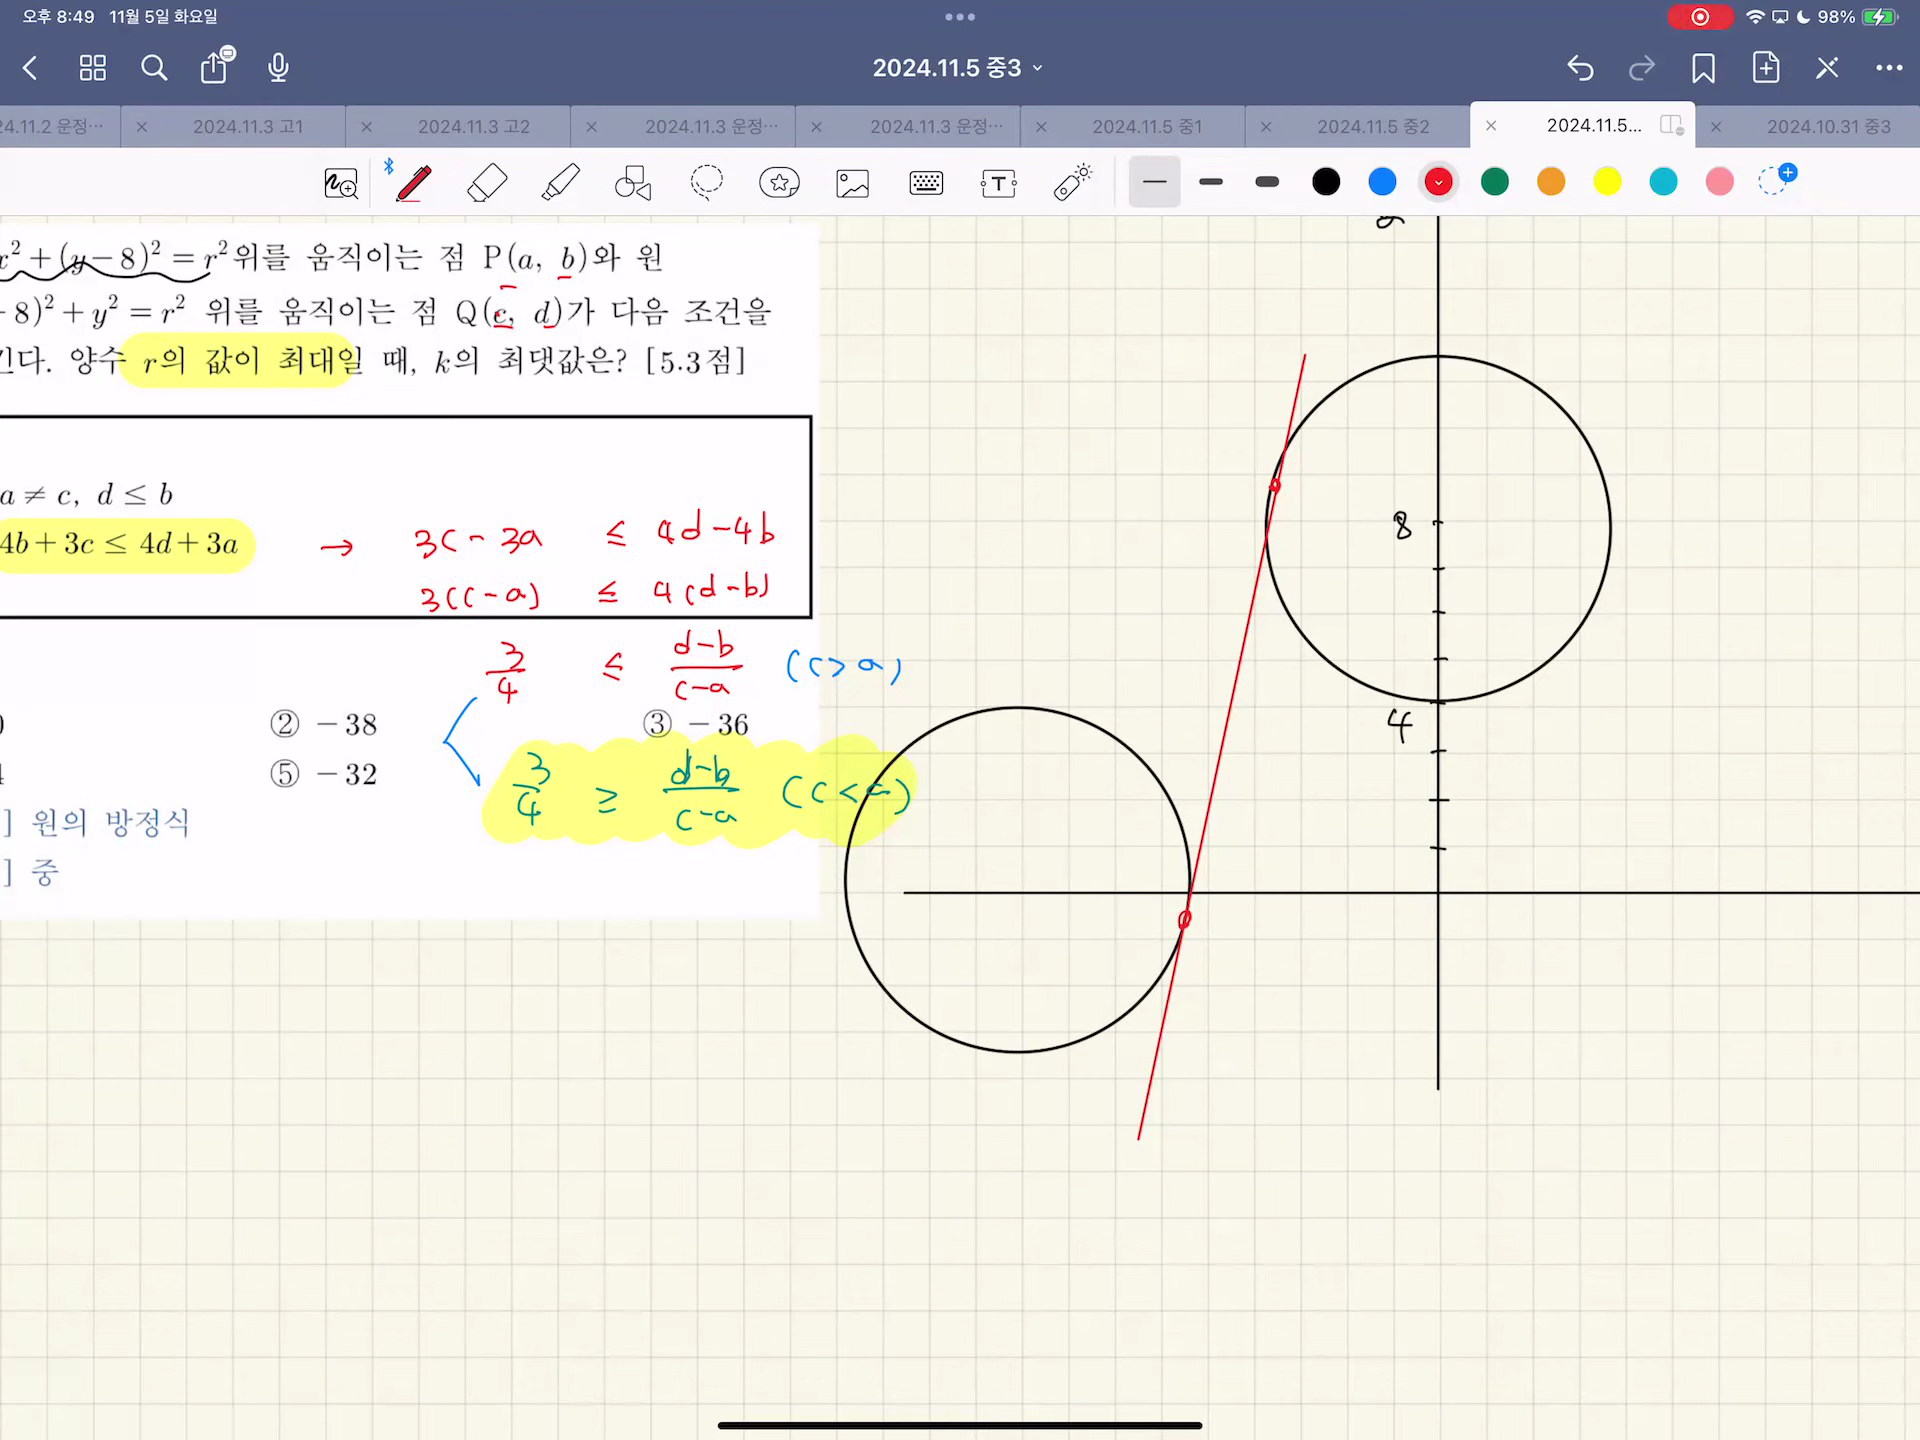 오후 8:49 11월 5일 화요일
98%
2024.11.5 중3
24.11.2 운정…
2024.11.3 고1
2024.11.3 고2
2024.11.3 운정…
2024.11.3 운정…
2024.11.5 중1
2024.11.5 중2
2024.11.5...
2024.10.31 중3
x² + (y − 8)² = r² 위를 움직이는 점 P(a, b)와 원
- 8)² + y² = r² 위를 움직이는 점 Q(c, d)가 다음 조건을
긴다. 양수 r의 값이 최대일 때, k의 최댓값은? [5.3점]
a ≠ c, d ≤ b
4b + 3c ≤ 4d + 3a → 3c - 3a ≤ 4d - 4b
3(c - a) ≤ 4(d - b)
3/4 ≤ (d-b)/(c-a) (c > a)
② −38
③ −36
3/4 ≥ (d-b)/(c-a) (c < a)
⑤ −32
] 원의 방정식
] 중
8
4